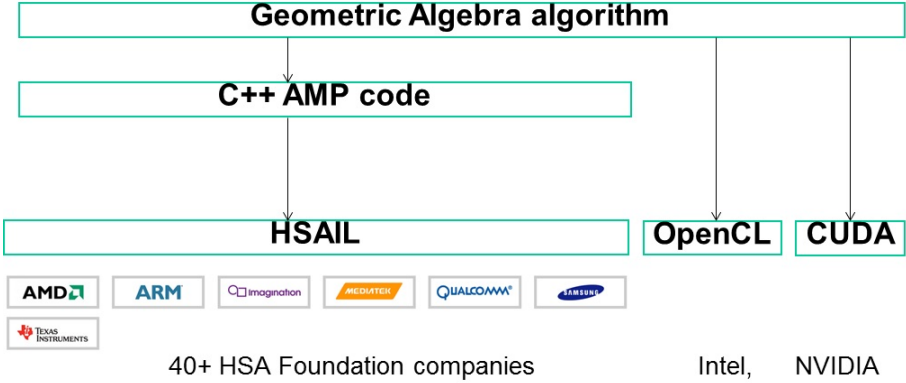 Geometric Algebra algorithm
C++ AMP code
HSAIL
OpenCL
CUDA
AMD
ARM
imagination
MEDIATEK
QUALCOMM®
SAMSUNG
TEXAS
INSTRUMENTS
40+ HSA Foundation companies
Intel,
NVIDIA